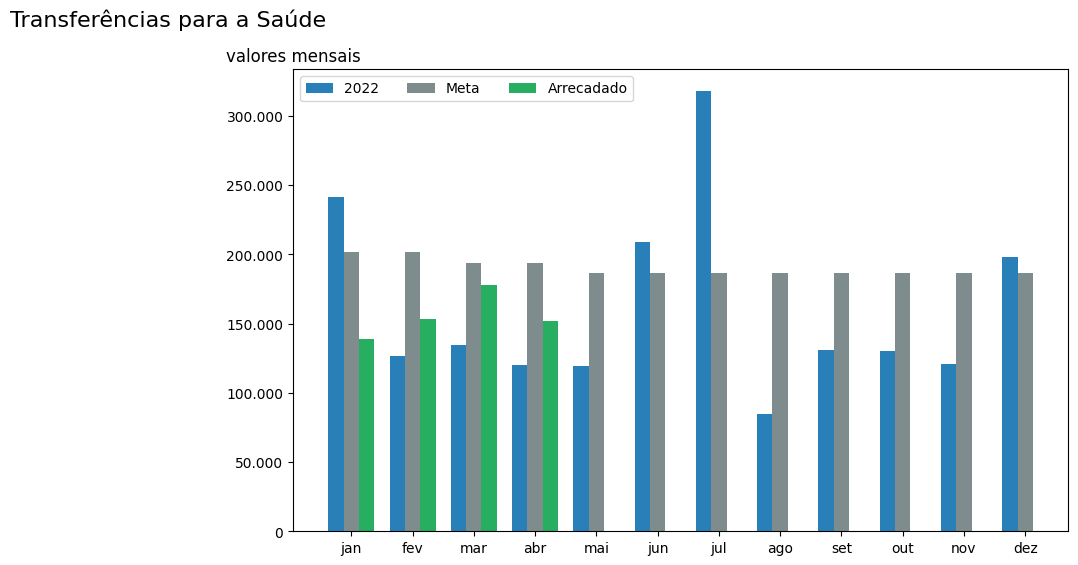 Transferências para a Saúde
valores mensais
2022 Meta Arrecadado
300.000
250.000
200.000
150.000
100.000
50.000
0
jan fev mar abr mai jun jul ago set out nov dez